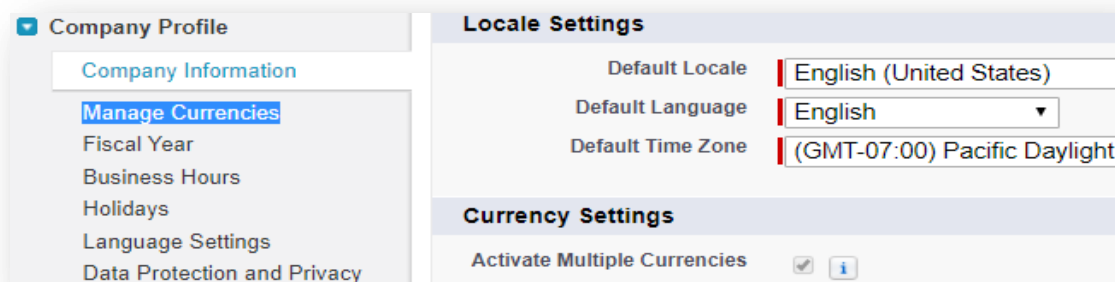 Company Profile
Company Information
Manage Currencies
Fiscal Year
Business Hours
Holidays
Language Settings
Data Protection and Privacy
Locale Settings
Default Locale English (United States)
Default Language English
Default Time Zone (GMT-07:00) Pacific Daylight
Currency Settings
Activate Multiple Currencies